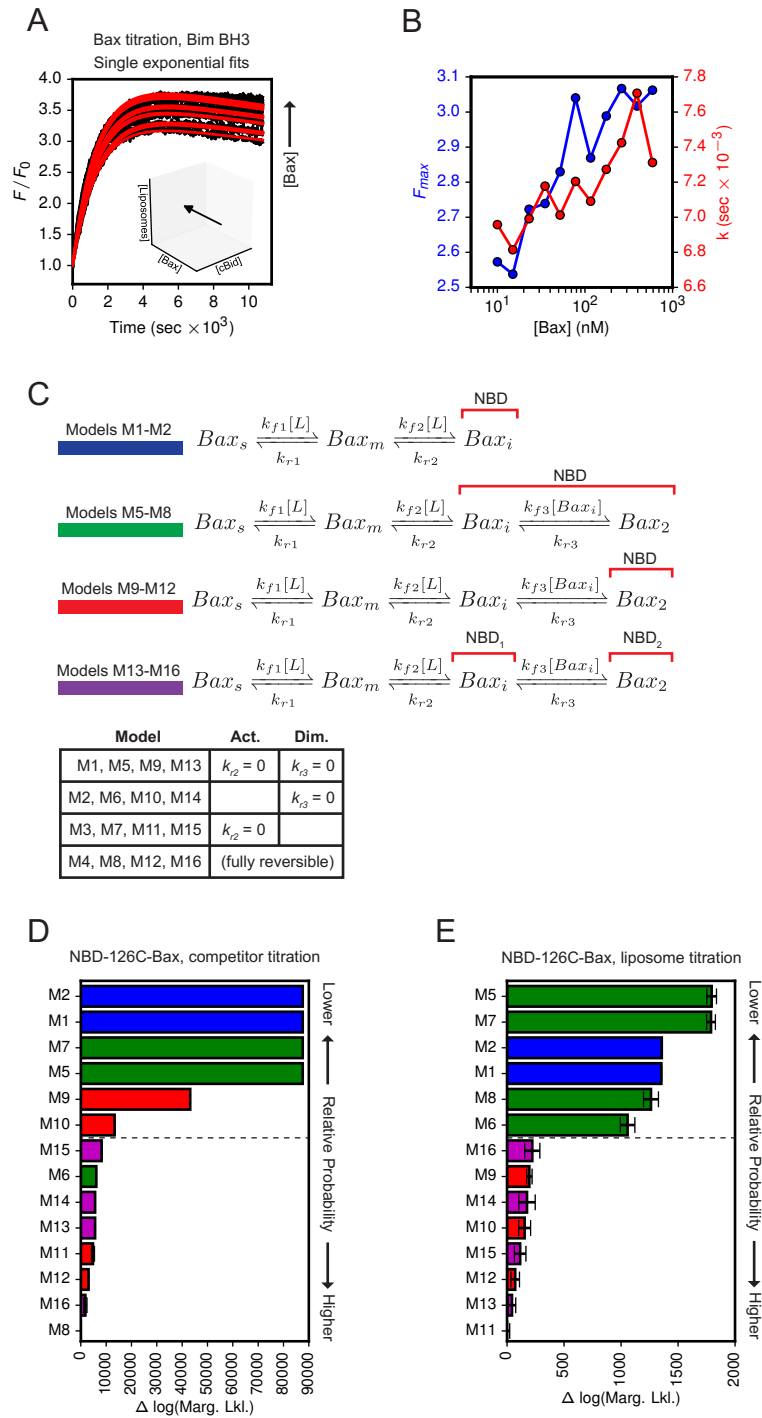 A
Bax titration, Bim BH3
Single exponential fits
4.0
3.5
3.0
2.5
2.0
1.5
1.0
F / F0
0 2 4 6 8 10
Time (sec × 10³)
[Bax]
[Liposomes]
[Bax]
[cBid]
B
3.1
3.0
2.9
2.8
2.7
2.6
2.5
Fmax
7.8
7.6
7.4
7.2
7.0
6.8
6.6
k (sec × 10⁻³)
10¹ 10² 10³
[Bax] (nM)
C
NBD
Models M1-M2 Baxs kf1[L] kr1 Baxm kf2[L] kr2 Baxi
NBD
Models M5-M8 Baxs kf1[L] kr1 Baxm kf2[L] kr2 Baxi kf3[Baxi] kr3 Bax2
NBD
Models M9-M12 Baxs kf1[L] kr1 Baxm kf2[L] kr2 Baxi kf3[Baxi] kr3 Bax2
NBD1 NBD2
Models M13-M16 Baxs kf1[L] kr1 Baxm kf2[L] kr2 Baxi kf3[Baxi] kr3 Bax2
Model Act. Dim.
M1, M5, M9, M13 kr2 = 0 kr3 = 0
M2, M6, M10, M14 kr3 = 0
M3, M7, M11, M15 kr2 = 0
M4, M8, M12, M16 (fully reversible)
D
NBD-126C-Bax, competitor titration
M2
M1
M7
M5
M9
M10
M15
M6
M14
M13
M11
M12
M16
M8
0 10000 20000 30000 40000 50000 60000 70000 80000 90000
Δ log(Marg. Lkl.)
Lower
Relative Probability
Higher
E
NBD-126C-Bax, liposome titration
M5
M7
M2
M1
M8
M6
M16
M9
M14
M10
M15
M12
M13
M11
0 500 1000 1500 2000
Δ log(Marg. Lkl.)
Lower
Relative Probability
Higher